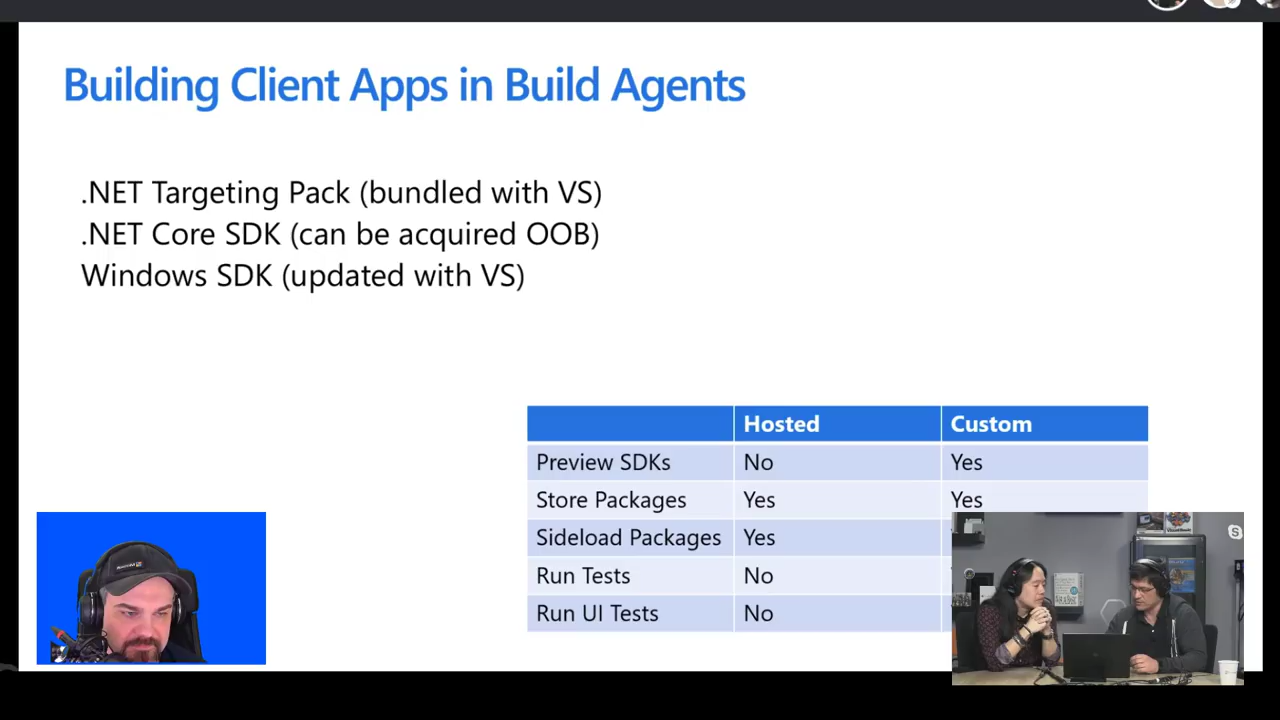 Building Client Apps in Build Agents
.NET Targeting Pack (bundled with VS)
.NET Core SDK (can be acquired OOB)
Windows SDK (updated with VS)
Hosted Custom
Preview SDKs No Yes
Store Packages Yes Yes
Sideload Packages Yes
Run Tests No
Run UI Tests No